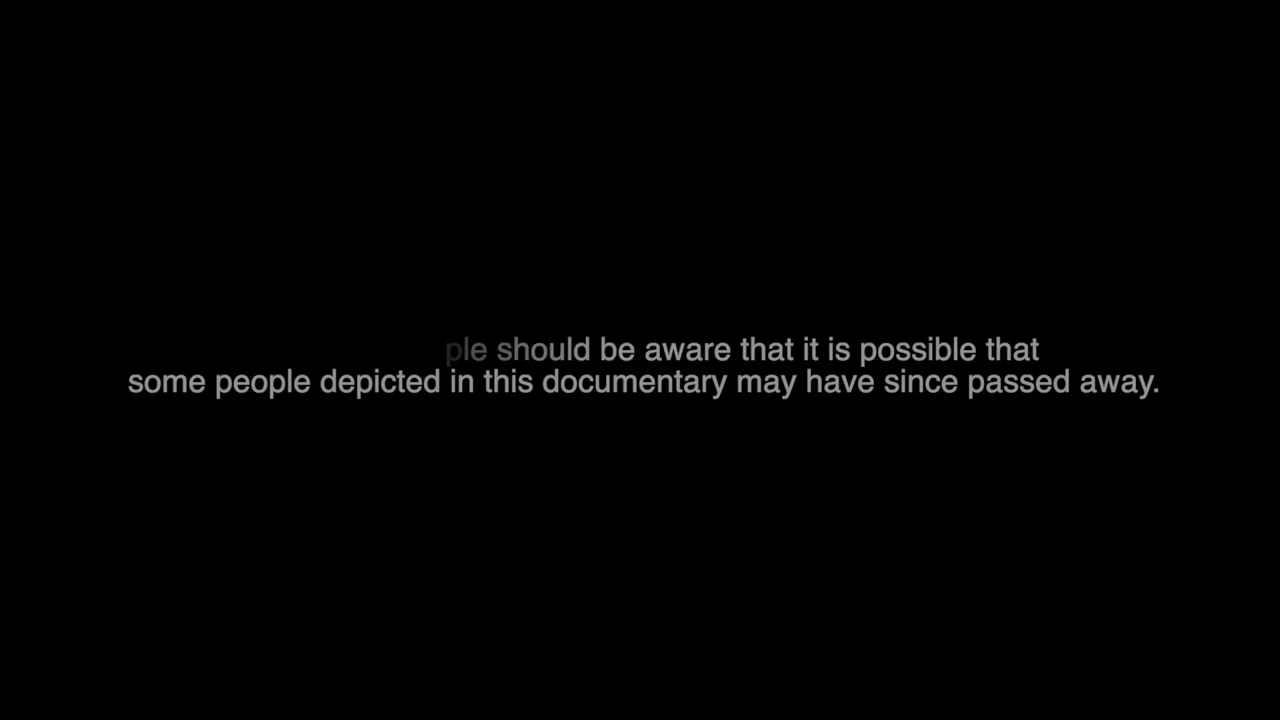 ple should be aware that it is possible that
some people depicted in this documentary may have since passed away.